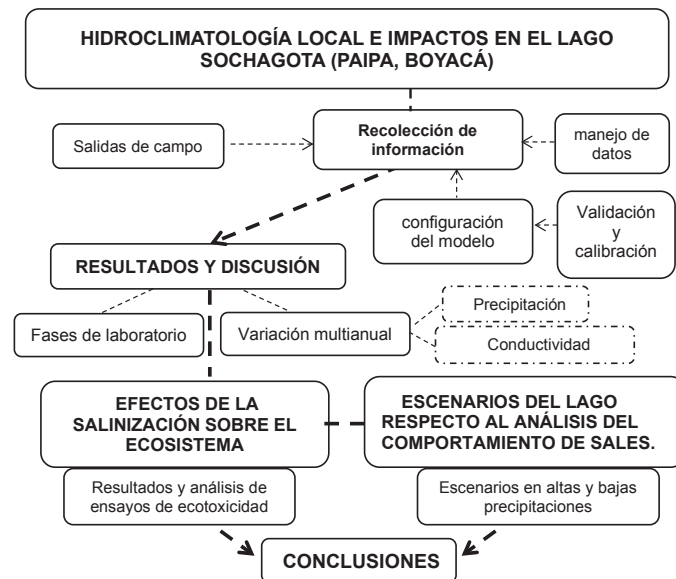 HIDROCLIMATOLOGÍA LOCAL E IMPACTOS EN EL LAGO
SOCHAGOTA (PAIPA, BOYACÁ)
Salidas de campo
Recolección de
información
manejo de
datos
configuración
del modelo
Validación
y
calibración
RESULTADOS Y DISCUSIÓN
Fases de laboratorio
Variación multianual
Precipitación
Conductividad
EFECTOS DE LA
SALINIZACIÓN SOBRE EL
ECOSISTEMA
ESCENARIOS DEL LAGO
RESPECTO AL ANÁLISIS DEL
COMPORTAMIENTO DE SALES.
Resultados y análisis de
ensayos de ecotoxicidad
Escenarios en altas y bajas
precipitaciones
CONCLUSIONES